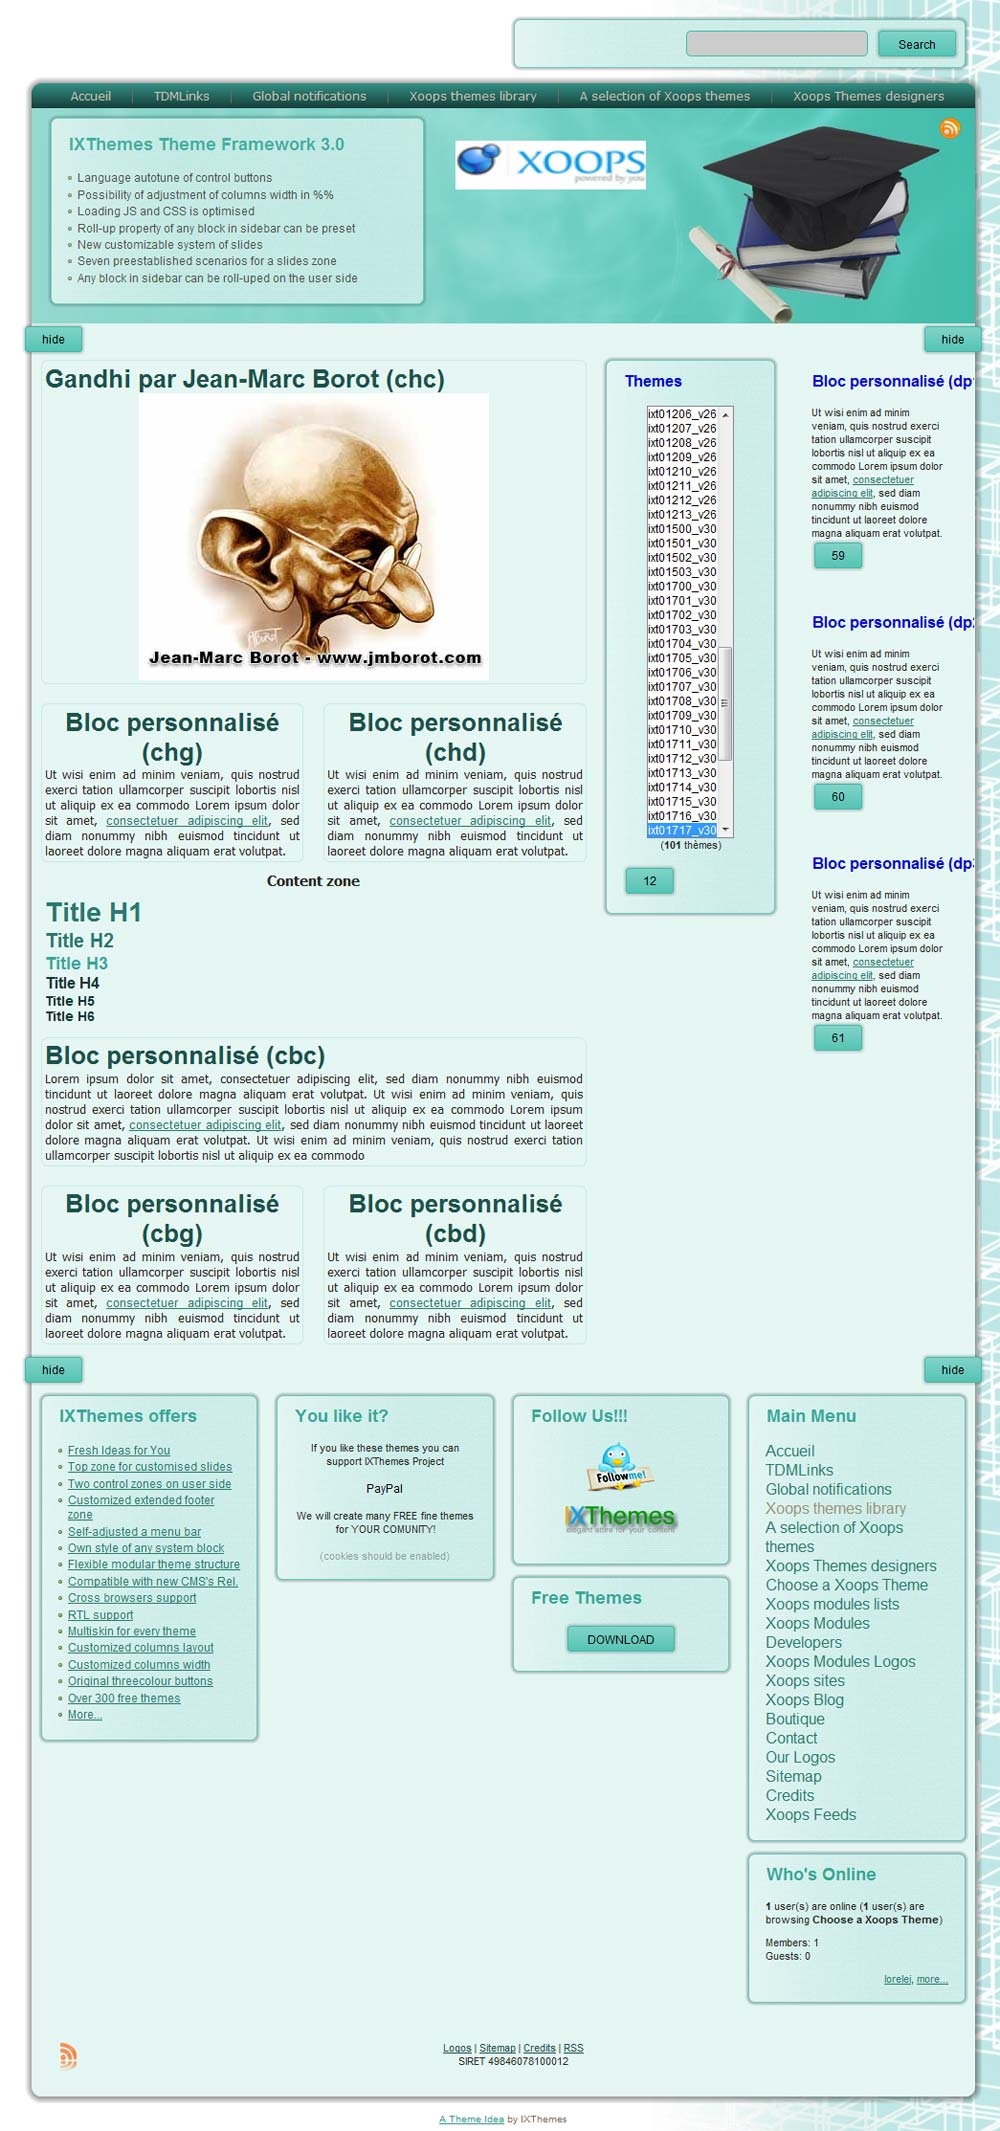 Search
Accueil
TDMLinks
Global notifications
Xoops themes library
A selection of Xoops themes
Xoops Themes designers
IXThemes Theme Framework 3.0
Language autotune of control buttons
Possibility of adjustment of columns width in %%
Loading JS and CSS is optimised
Roll-up property of any block in sidebar can be preset
New customizable system of slides
Seven preestablished scenarios for a slides zone
Any block in sidebar can be roll-uped on the user side
XOOPS
powered by you
hide
hide
Gandhi par Jean-Marc Borot (chc)
Jean-Marc Borot - www.jmborot.com
Bloc personnalisé
(chg)
Ut wisi enim ad minim veniam, quis nostrud
exerci tation ullamcorper suscipit lobortis nisl
ut aliquip ex ea commodo Lorem ipsum dolor
sit amet, consectetuer adipiscing elit, sed
diam nonummy nibh euismod tincidunt ut
laoreet dolore magna aliquam erat volutpat.
Bloc personnalisé
(chd)
Ut wisi enim ad minim veniam, quis nostrud
exerci tation ullamcorper suscipit lobortis nisl
ut aliquip ex ea commodo Lorem ipsum dolor
sit amet, consectetuer adipiscing elit, sed
diam nonummy nibh euismod tincidunt ut
laoreet dolore magna aliquam erat volutpat.
Content zone
Title H1
Title H2
Title H3
Title H4
Title H5
Title H6
Bloc personnalisé (cbc)
Lorem ipsum dolor sit amet, consectetuer adipiscing elit, sed diam nonummy nibh euismod
tincidunt ut laoreet dolore magna aliquam erat volutpat. Ut wisi enim ad minim veniam, quis
nostrud exerci tation ullamcorper suscipit lobortis nisl ut aliquip ex ea commodo Lorem ipsum
dolor sit amet, consectetuer adipiscing elit, sed diam nonummy nibh euismod tincidunt ut laoreet
dolore magna aliquam erat volutpat. Ut wisi enim ad minim veniam, quis nostrud exerci tation
ullamcorper suscipit lobortis nisl ut aliquip ex ea commodo
Bloc personnalisé
(cbg)
Ut wisi enim ad minim veniam, quis nostrud
exerci tation ullamcorper suscipit lobortis nisl
ut aliquip ex ea commodo Lorem ipsum dolor
sit amet, consectetuer adipiscing elit, sed
diam nonummy nibh euismod tincidunt ut
laoreet dolore magna aliquam erat volutpat.
Bloc personnalisé
(cbd)
Ut wisi enim ad minim veniam, quis nostrud
exerci tation ullamcorper suscipit lobortis nisl
ut aliquip ex ea commodo Lorem ipsum dolor
sit amet, consectetuer adipiscing elit, sed
diam nonummy nibh euismod tincidunt ut
laoreet dolore magna aliquam erat volutpat.
Themes
ixt01206_v26
ixt01207_v26
ixt01208_v26
ixt01209_v26
ixt01210_v26
ixt01211_v26
ixt01212_v26
ixt01213_v26
ixt01500_v30
ixt01501_v30
ixt01502_v30
ixt01503_v30
ixt01700_v30
ixt01701_v30
ixt01702_v30
ixt01703_v30
ixt01704_v30
ixt01705_v30
ixt01706_v30
ixt01707_v30
ixt01708_v30
ixt01709_v30
ixt01710_v30
ixt01711_v30
ixt01712_v30
ixt01713_v30
ixt01714_v30
ixt01715_v30
ixt01716_v30
ixt01717_v30
(101 thèmes)
12
Bloc personnalisé
Ut wisi enim ad minim
veniam, quis nostrud exerci
tation ullamcorper suscipit
lobortis nisl ut aliquip ex ea
commodo Lorem ipsum dolor
sit amet, consectetuer
adipiscing elit, sed diam
nonummy nibh euismod
tincidunt ut laoreet dolore
magna aliquam erat volutpat.
59
Bloc personnalisé
Ut wisi enim ad minim
veniam, quis nostrud exerci
tation ullamcorper suscipit
lobortis nisl ut aliquip ex ea
commodo Lorem ipsum dolor
sit amet, consectetuer
adipiscing elit, sed diam
nonummy nibh euismod
tincidunt ut laoreet dolore
magna aliquam erat volutpat.
60
Bloc personnalisé
Ut wisi enim ad minim
veniam, quis nostrud exerci
tation ullamcorper suscipit
lobortis nisl ut aliquip ex ea
commodo Lorem ipsum dolor
sit amet, consectetuer
adipiscing elit, sed diam
nonummy nibh euismod
tincidunt ut laoreet dolore
magna aliquam erat volutpat.
61
hide
hide
IXThemes offers
Fresh Ideas for You
Top zone for customised slides
Two control zones on user side
Customized extended footer
zone
Self-adjusted a menu bar
Own style of any system block
Flexible modular theme structure
Compatible with new CMS's Rel.
Cross browsers support
RTL support
Multiskin for every theme
Customized columns layout
Customized columns width
Original threecolour buttons
Over 300 free themes
More...
You like it?
If you like these themes you can
support IXThemes Project
PayPal
We will create many FREE fine themes
for YOUR COMUNITY!
(cookies should be enabled)
Follow Us!!!
Followme!
IXThemes
elegant attire for your content
Free Themes
DOWNLOAD
Main Menu
Accueil
TDMLinks
Global notifications
Xoops themes library
A selection of Xoops
themes
Xoops Themes designers
Choose a Xoops Theme
Xoops modules lists
Xoops Modules
Developers
Xoops Modules Logos
Xoops sites
Xoops Blog
Boutique
Contact
Our Logos
Sitemap
Credits
Xoops Feeds
Who's Online
1 user(s) are online (1 user(s) are
browsing Choose a Xoops Theme)
Members: 1
Guests: 0
lorelei, more...
Logos | Sitemap | Credits | RSS
SIRET 49846078100012
A Theme Idea by IXThemes